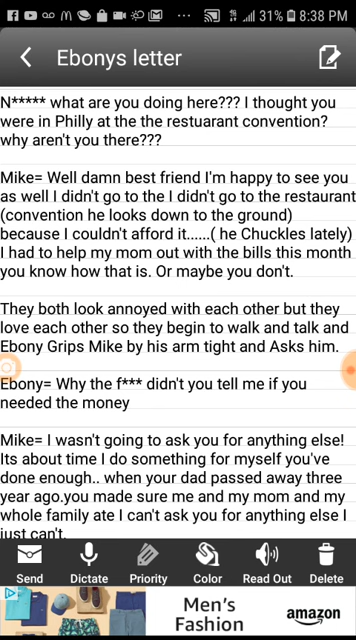 31% 8:38 PM
Ebonys letter
N***** what are you doing here??? I thought you
were in Philly at the the restuarant convention?
why aren't you there???
Mike= Well damn best friend I'm happy to see you
as well I didn't go to the I didn't go to the restaurant
(convention he looks down to the ground)
because I couldn't afford it......( he Chuckles lately)
I had to help my mom out with the bills this month
you know how that is. Or maybe you don't.
They both look annoyed with each other but they
love each other so they begin to walk and talk and
Ebony Grips Mike by his arm tight and Asks him.
Ebony= Why the f*** didn't you tell me if you
needed the money
Mike= I wasn't going to ask you for anything else!
Its about time I do something for myself you've
done enough.. when your dad passed away three
year ago.you made sure me and my mom and my
whole family ate I can't ask you for anything else I
just can't.
Send Dictate Priority Color Read Out Delete
Men's
Fashion
amazon